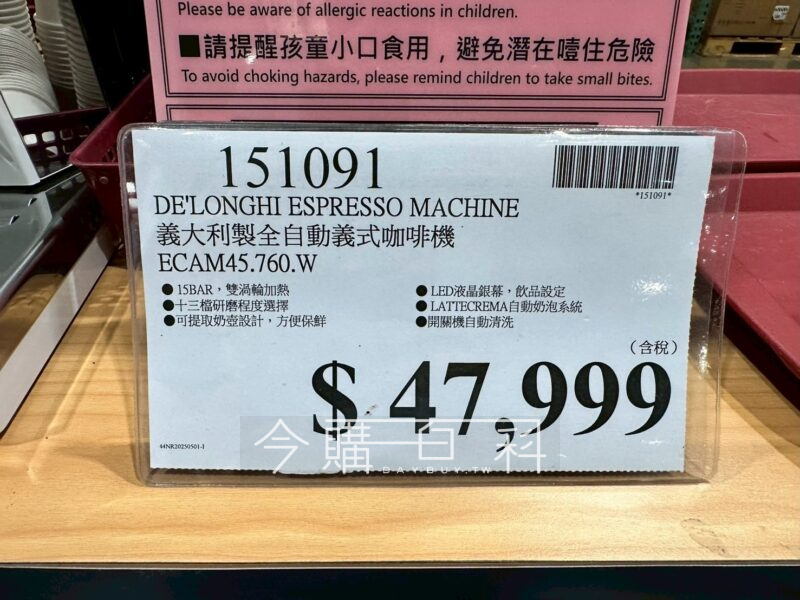 Please be aware of allergic reactions in children.
■請提醒孩童小口食用，避免潛在噎住危險
To avoid choking hazards, please remind children to take small bites.
151091
*151091*
DE'LONGHI ESPRESSO MACHINE
義大利製全自動義式咖啡機
ECAM45.760.W
●15BAR，雙渦輪加熱
●十三檔研磨程度選擇
●可提取奶壺設計，方便保鮮
●LED液晶銀幕，飲品設定
●LATTECREMA自動奶泡系統
●開關機自動清洗
（含稅）
$ 47,999
44NR20250501-1
今購百科
DAYBUY.TW